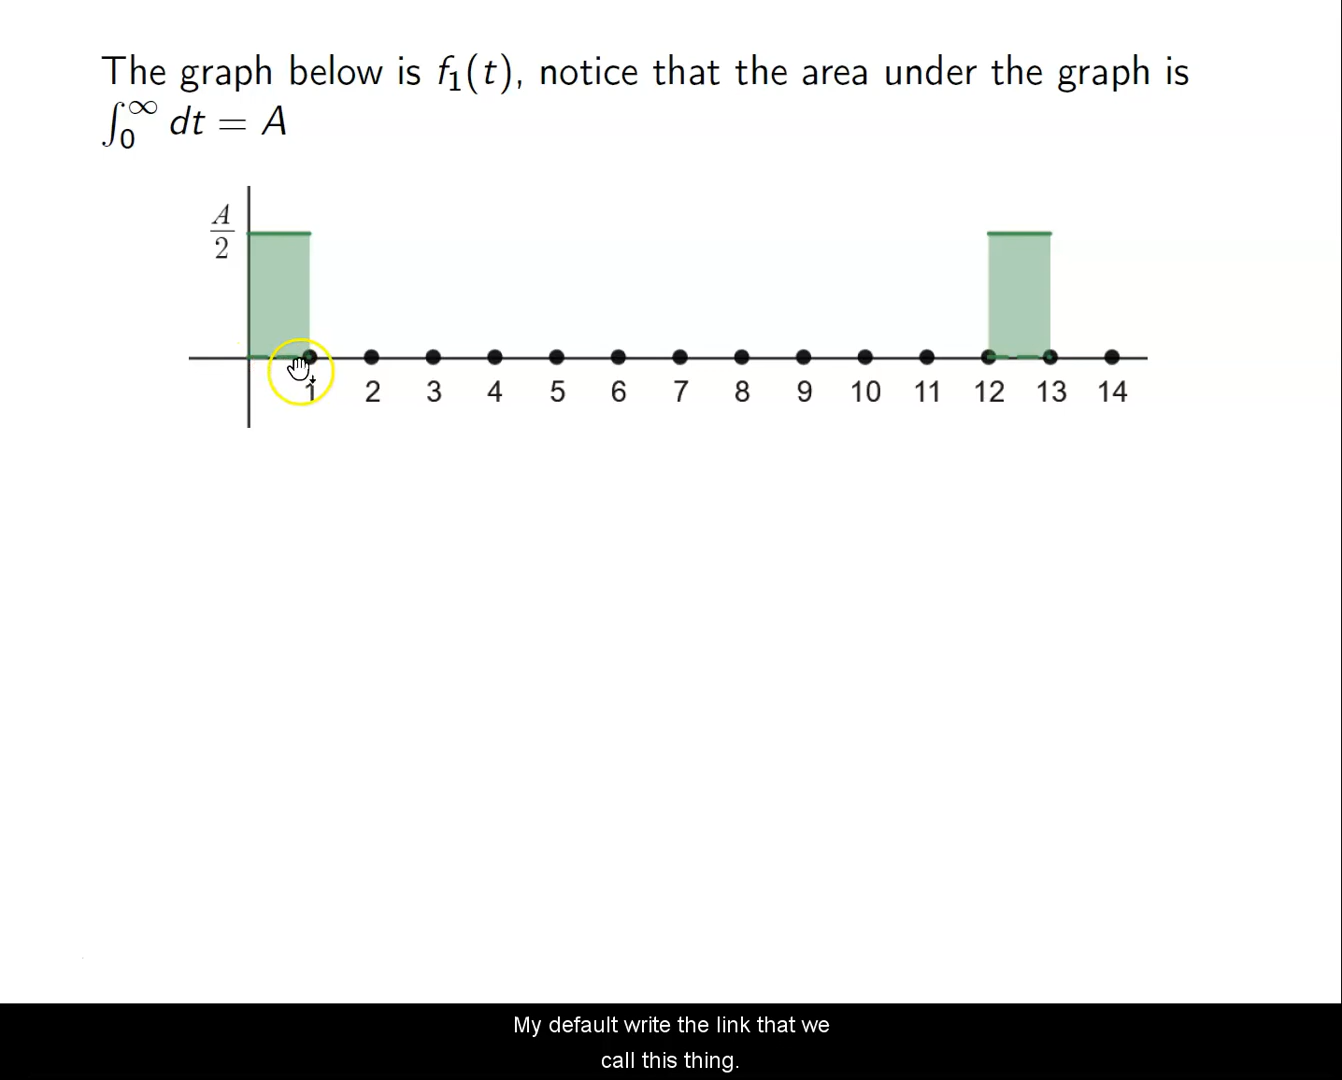 The graph below is f₁(t), notice that the area under the graph is
∫₀^∞ dt = A
A
2
1 2 3 4 5 6 7 8 9 10 11 12 13 14
My default write the link that we
call this thing.